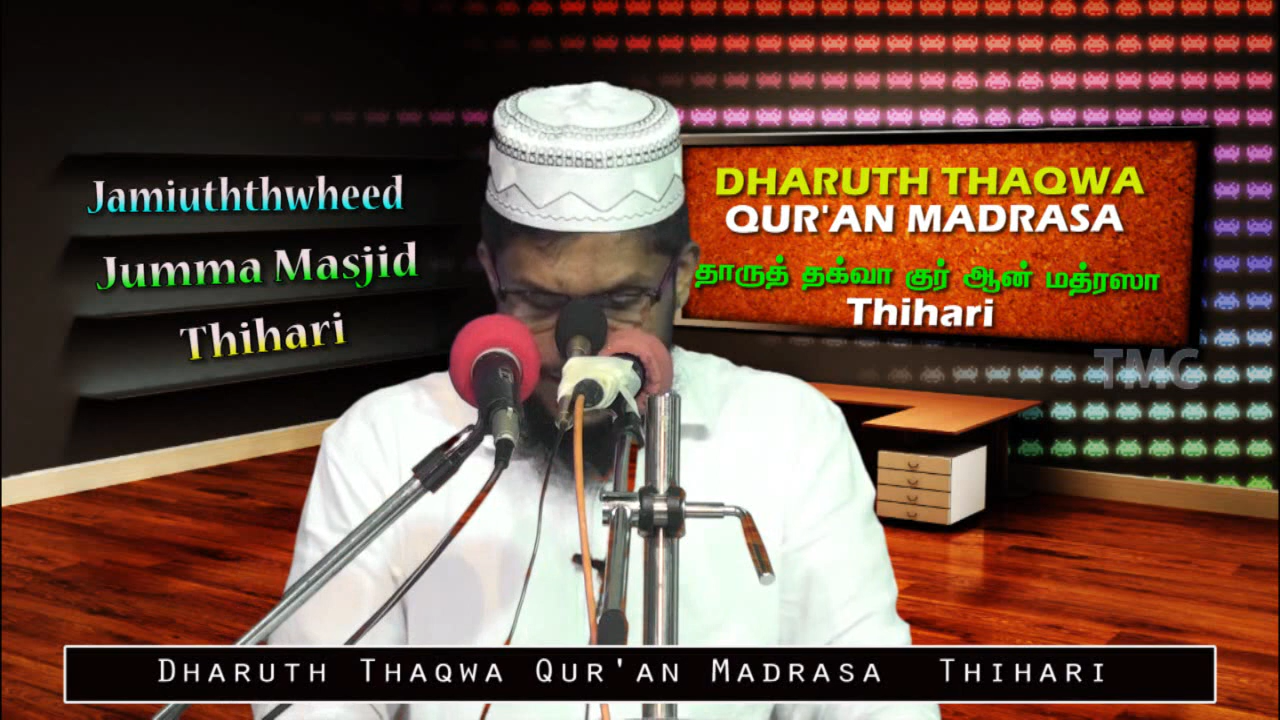 Jamiuththwheed
Jumma Masjid
Thihari
DHARUTH THAQWA
QUR'AN MADRASA
தாருத் தக்வா குர் ஆன் மத்ரஸா
Thihari
TMC
DHARUTH THAQWA QUR'AN MADRASA THIHARI